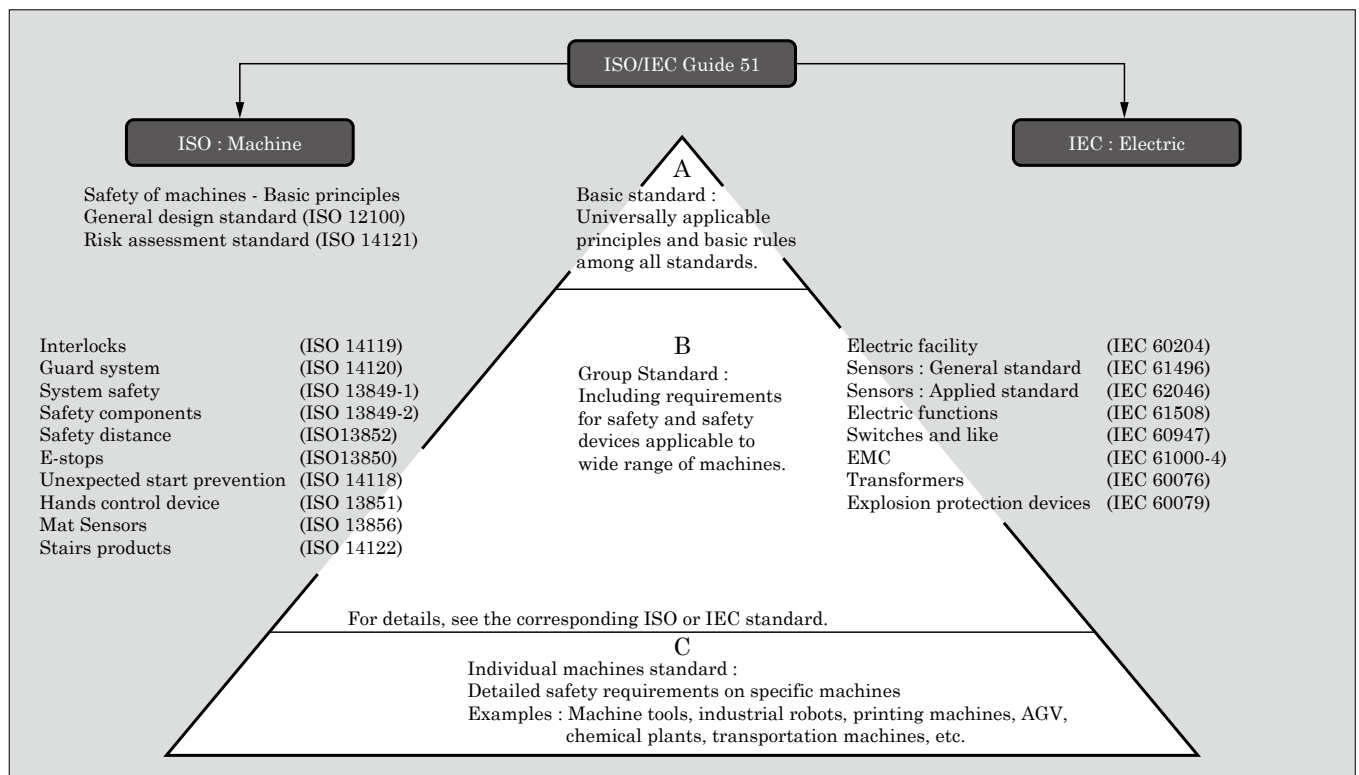 ISO/IEC Guide 51
ISO : Machine
IEC : Electric
Safety of machines - Basic principles
General design standard (ISO 12100)
Risk assessment standard (ISO 14121)
A
Basic standard :
Universally applicable
principles and basic rules
among all standards.
Interlocks (ISO 14119)
Guard system (ISO 14120)
System safety (ISO 13849-1)
Safety components (ISO 13849-2)
Safety distance (ISO13852)
E-stops (ISO13850)
Unexpected start prevention (ISO 14118)
Hands control device (ISO 13851)
Mat Sensors (ISO 13856)
Stairs products (ISO 14122)
B
Group Standard :
Including requirements
for safety and safety
devices applicable to
wide range of machines.
Electric facility (IEC 60204)
Sensors : General standard (IEC 61496)
Sensors : Applied standard (IEC 62046)
Electric functions (IEC 61508)
Switches and like (IEC 60947)
EMC (IEC 61000-4)
Transformers (IEC 60076)
Explosion protection devices (IEC 60079)
For details, see the corresponding ISO or IEC standard.
C
Individual machines standard :
Detailed safety requirements on specific machines
Examples : Machine tools, industrial robots, printing machines, AGV,
chemical plants, transportation machines, etc.